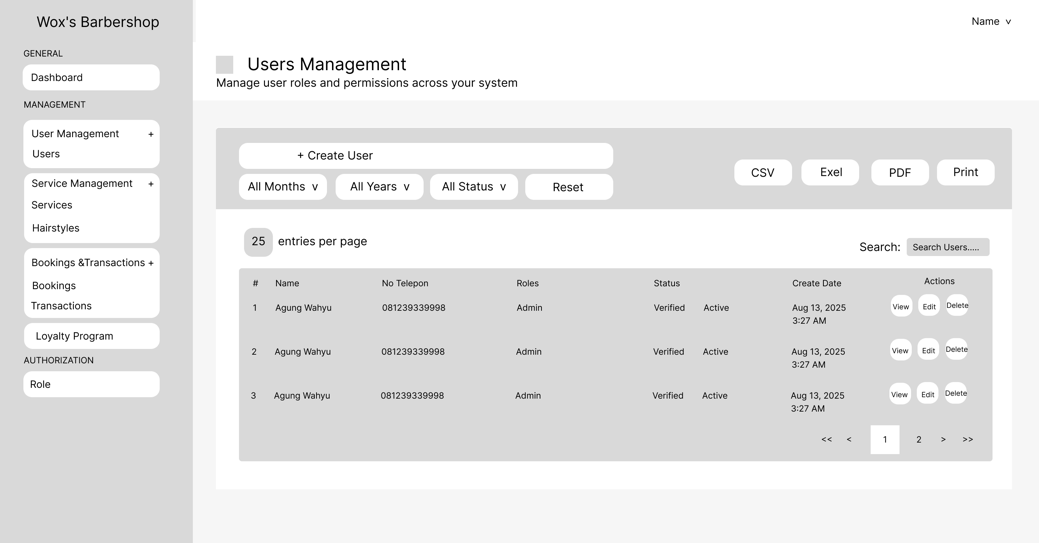 Wox's Barbershop
Name v
GENERAL
Dashboard
MANAGEMENT
User Management +
Users
Service Management +
Services
Hairstyles
Bookings &Transactions +
Bookings
Transactions
Loyalty Program
AUTHORIZATION
Role
Users Management
Manage user roles and permissions across your system
+ Create User
All Months v All Years v All Status v Reset
CSV Exel PDF Print
25 entries per page
Search: Search Users.....
# Name No Telepon Roles Status Create Date Actions
1 Agung Wahyu 081239339998 Admin Verified Active Aug 13, 2025 View Edit Delete
3:27 AM
2 Agung Wahyu 081239339998 Admin Verified Active Aug 13, 2025 View Edit Delete
3:27 AM
3 Agung Wahyu 081239339998 Admin Verified Active Aug 13, 2025 View Edit Delete
3:27 AM
<< < 1 2 > >>